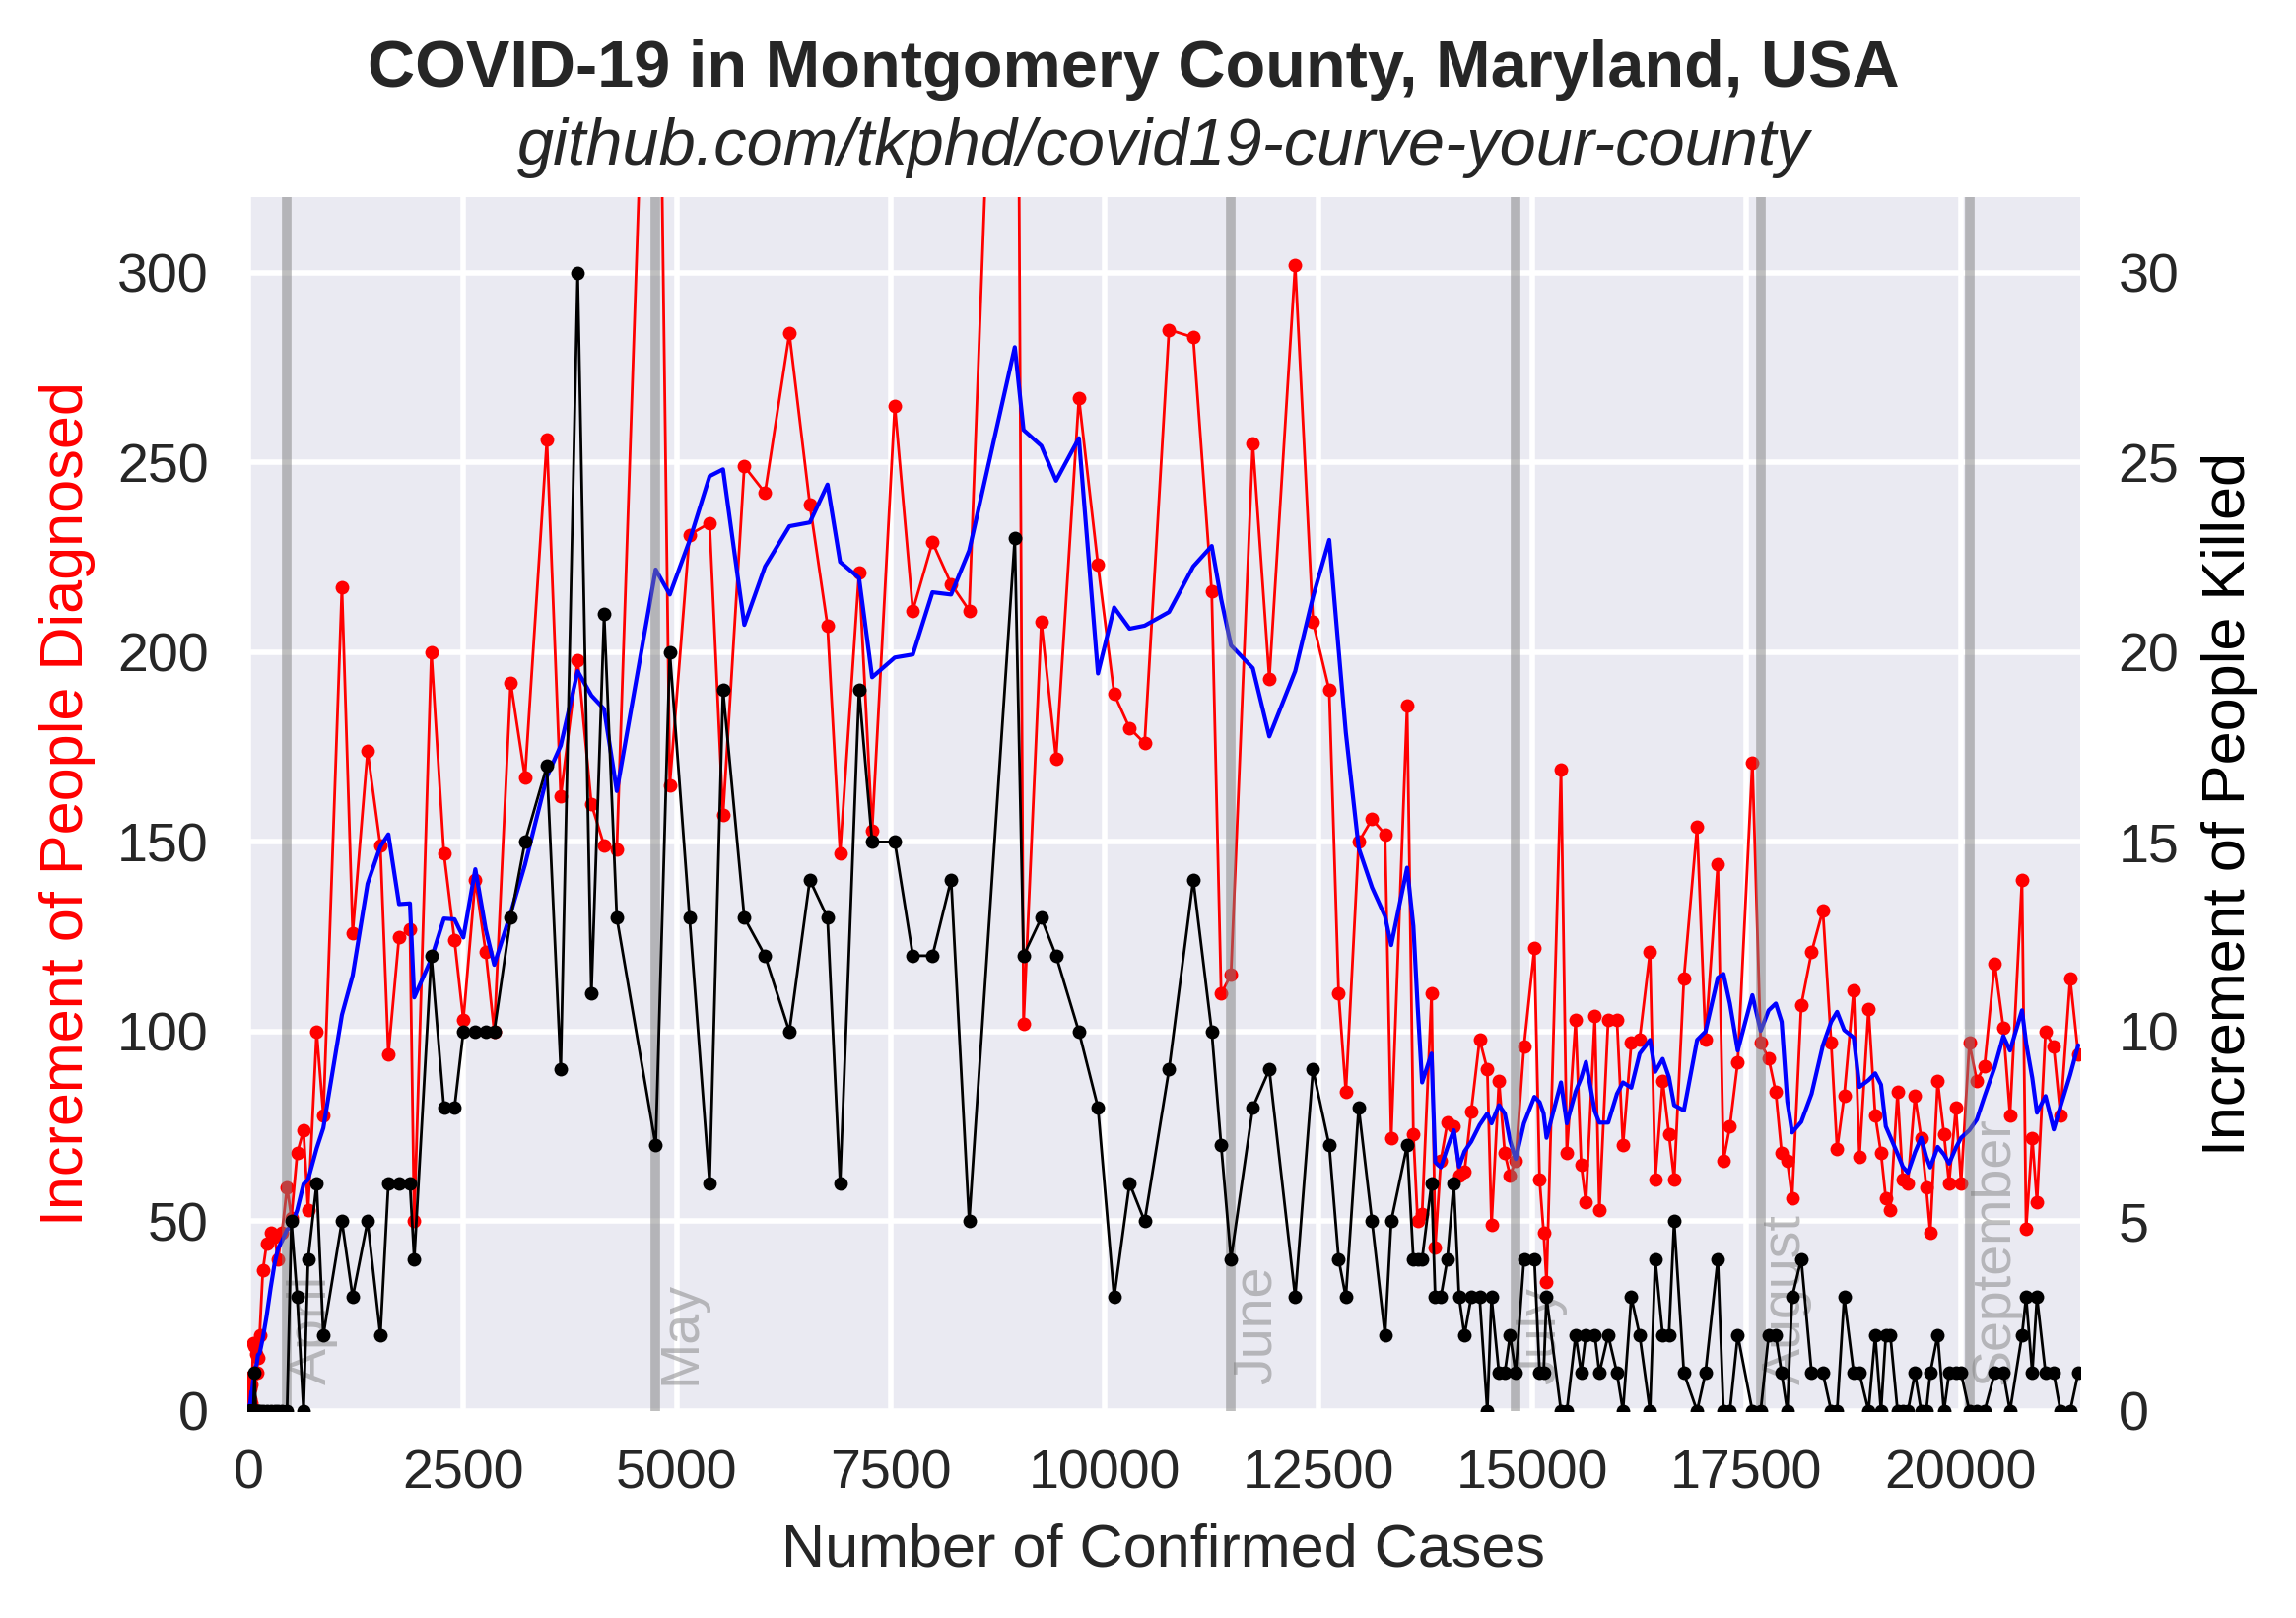 COVID-19 in Montgomery County, Maryland, USA
github.com/tkphd/covid19-curve-your-county
Increment of People Diagnosed
300
250
200
150
100
50
0
30
25
20
15
10
5
0
Increment of People Killed
April
May
June
July
August
September
0 2500 5000 7500 10000 12500 15000 17500 20000
Number of Confirmed Cases